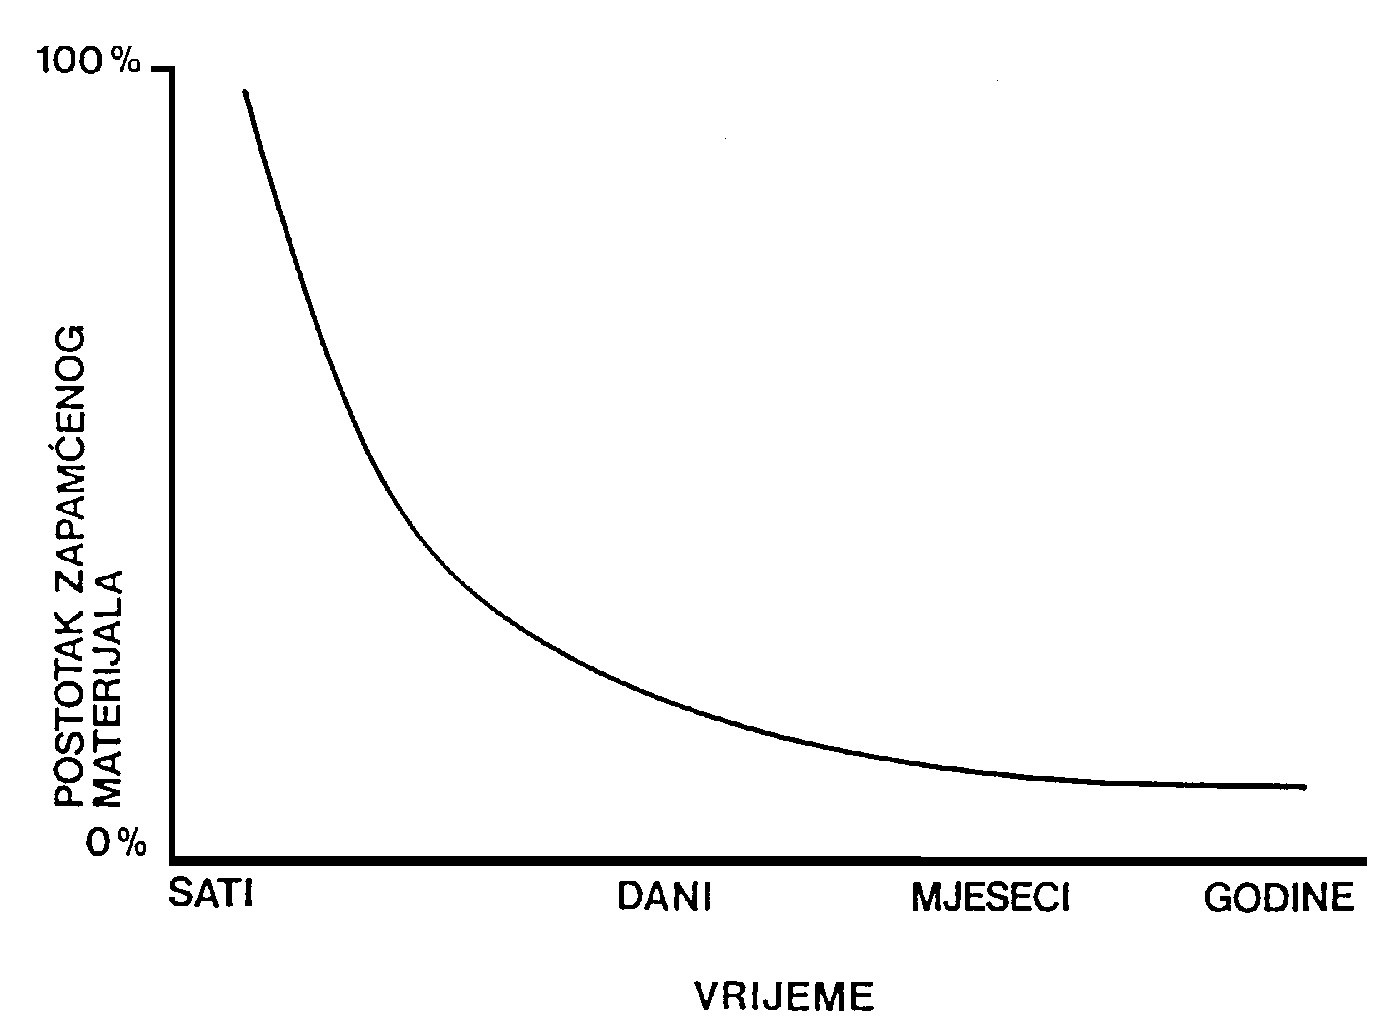 100 %
POSTOTAK ZAPAMĆENOG
MATERIJALA
0 %
SATI DANI MJESECI GODINE
VRIJEME